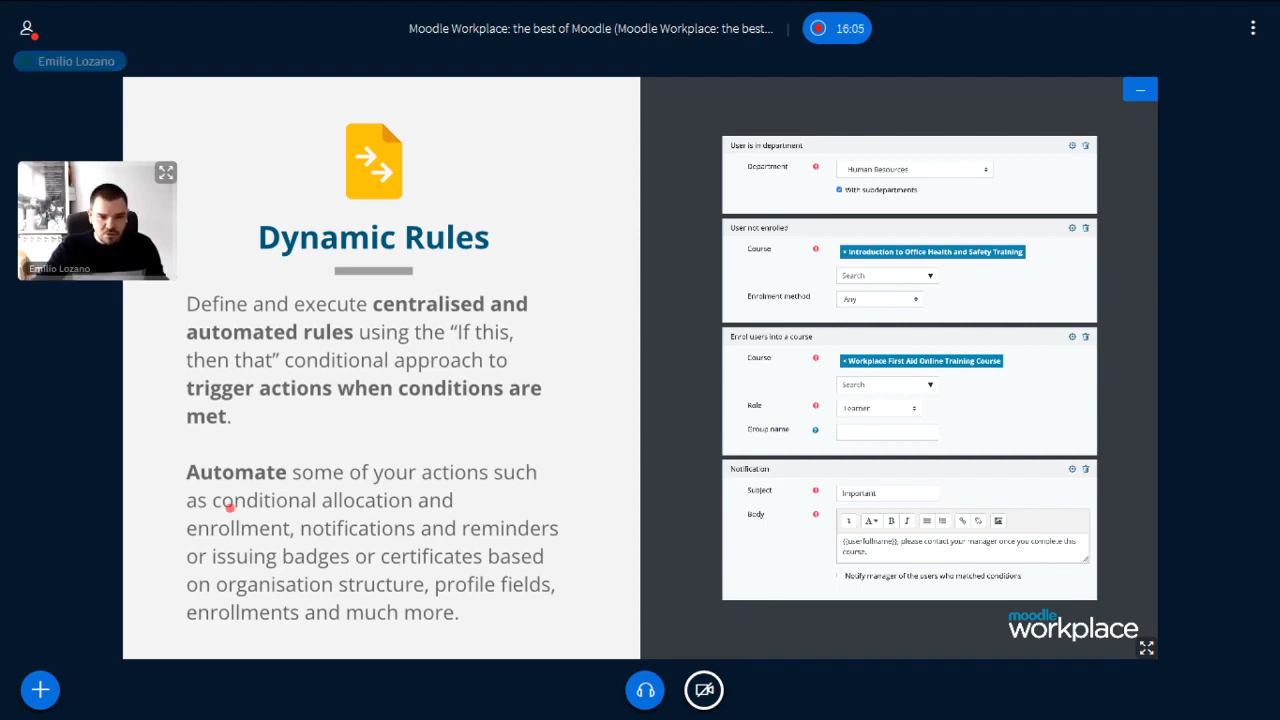 Moodle Workplace: the best of Moodle (Moodle Workplace: the best...
16:05
Emilio Lozano
Emilio Lozano
Dynamic Rules
Define and execute centralised and
automated rules using the “If this,
then that” conditional approach to
trigger actions when conditions are
met.
Automate some of your actions such
as conditional allocation and
enrollment, notifications and reminders
or issuing badges or certificates based
on organisation structure, profile fields,
enrollments and much more.
User is in department
Department
Human Resources
With subdepartments
User not enrolled
Course
× Introduction to Office Health and Safety Training
Search
Enrolment method
Any
Enrol users into a course
Course
× Workplace First Aid Online Training Course
Search
Role
Learner
Group name
Notification
Subject
Important
Body
{{userfullname}}, please contact your manager once you complete this
course.
Notify manager of the users who matched conditions
moodle
workplace